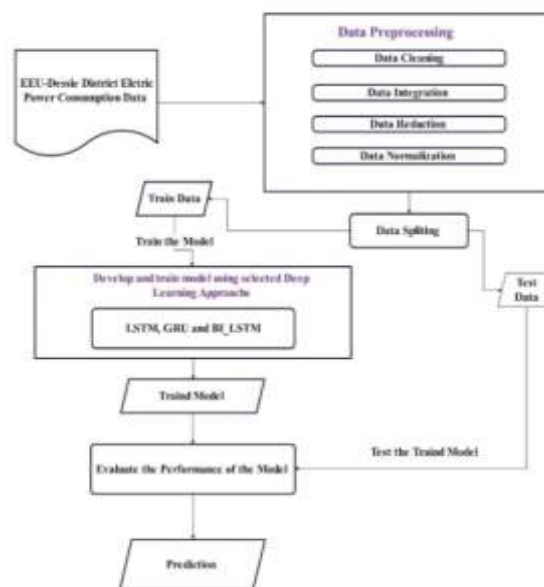 Data Preprocessing
Data Cleaning
Data Integration
Data Reduction
Data Normalization
EEU-Dessie District Eletric
Power Consumption Data
Train Data
Data Spliting
Train the Model
Test
Data
Develop and train model using selected Deep
Learning Approachs
LSTM, GRU and BI_LSTM
Traind Model
Test the Traind Model
Evaluate the Performance of the Model
Prediction